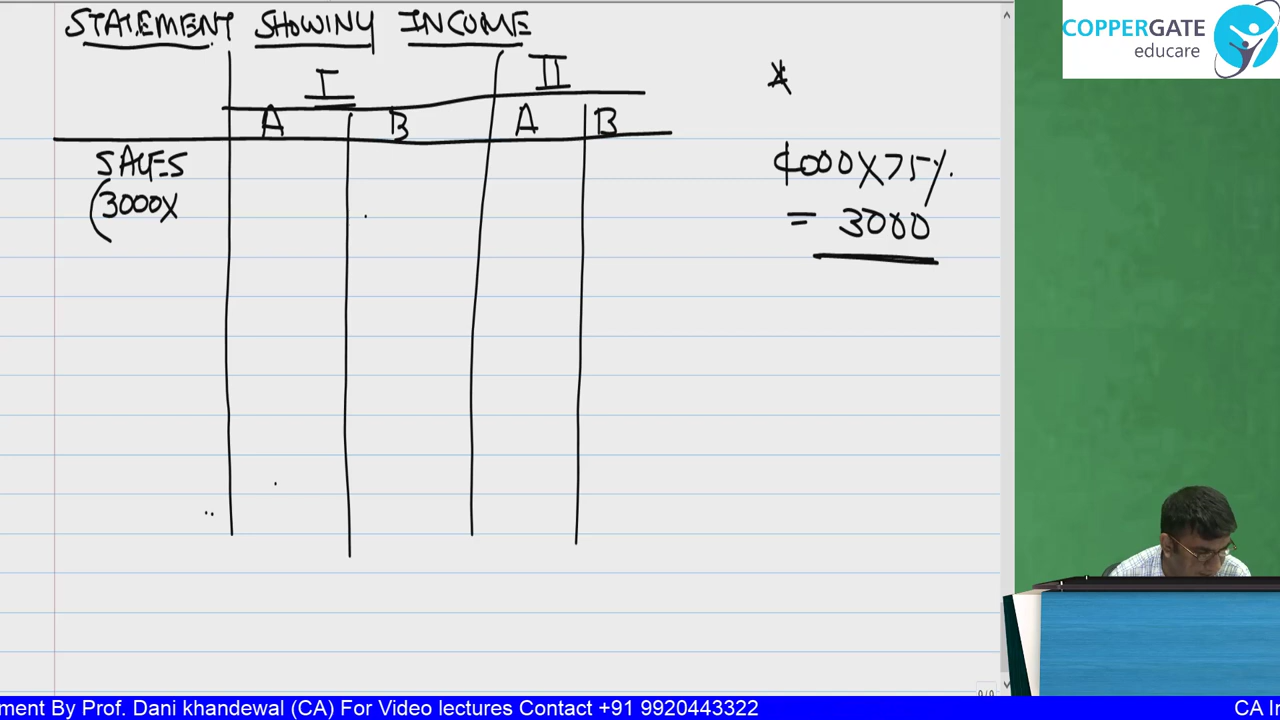 STATEMENT SHOWINY INCOME
I II
A B A B
SALES
(3000X
*
4000X75%.
= 3000
COPPERGATE
educare
ment By Prof. Dani khandewal (CA) For Video lectures Contact +91 9920443322
CA In